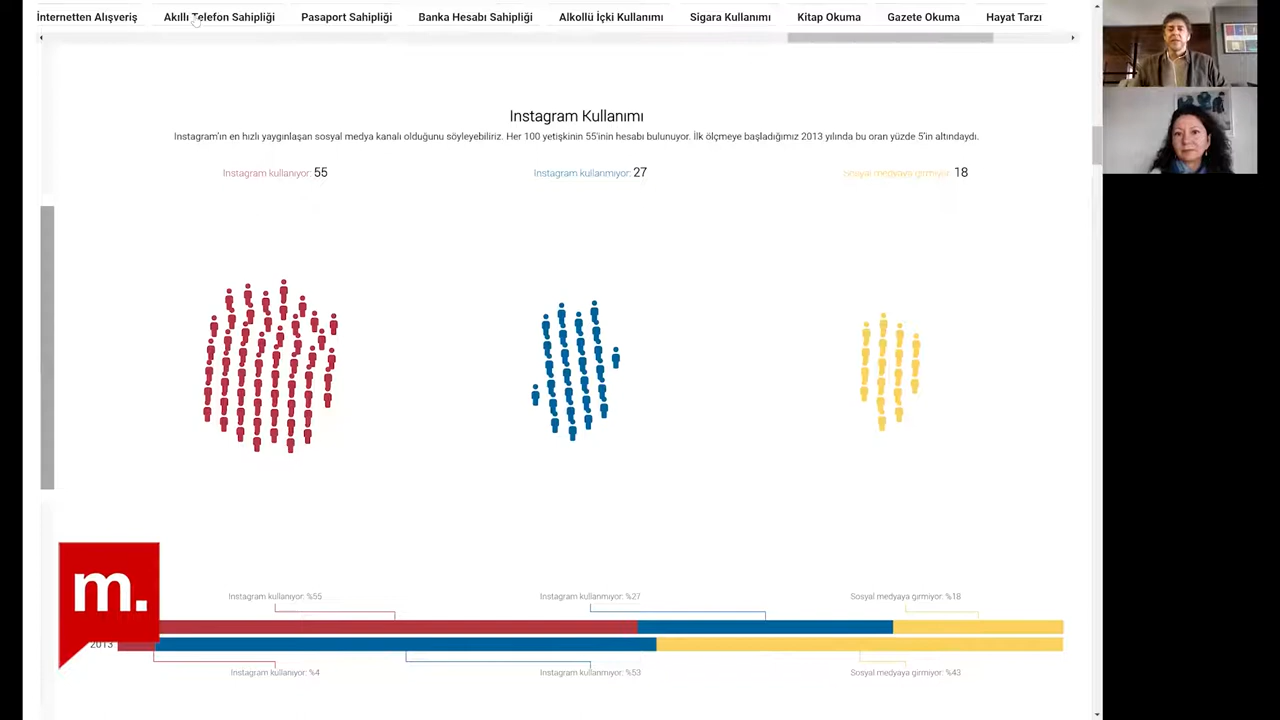 İnternetten Alışveriş Akıllı Telefon Sahipliği Pasaport Sahipliği Banka Hesabı Sahipliği Alkollü İçki Kullanımı Sigara Kullanımı Kitap Okuma Gazete Okuma Hayat Tarzı
Instagram Kullanımı
Instagram'ın en hızlı yaygınlaşan sosyal medya kanalı olduğunu söyleyebiliriz. Her 100 yetişkinin 55'inin hesabı bulunuyor. İlk ölçmeye başladığımız 2013 yılında bu oran yüzde 5'in altındaydı.
Instagram kullanıyor: 55 Instagram kullanmıyor: 27 Sosyal medyaya girmiyor: 18
m.
Instagram kullanıyor: %55 Instagram kullanmıyor: %27 Sosyal medyaya girmiyor: %18
2013
Instagram kullanıyor: %4 Instagram kullanmıyor: %53 Sosyal medyaya girmiyor: %43